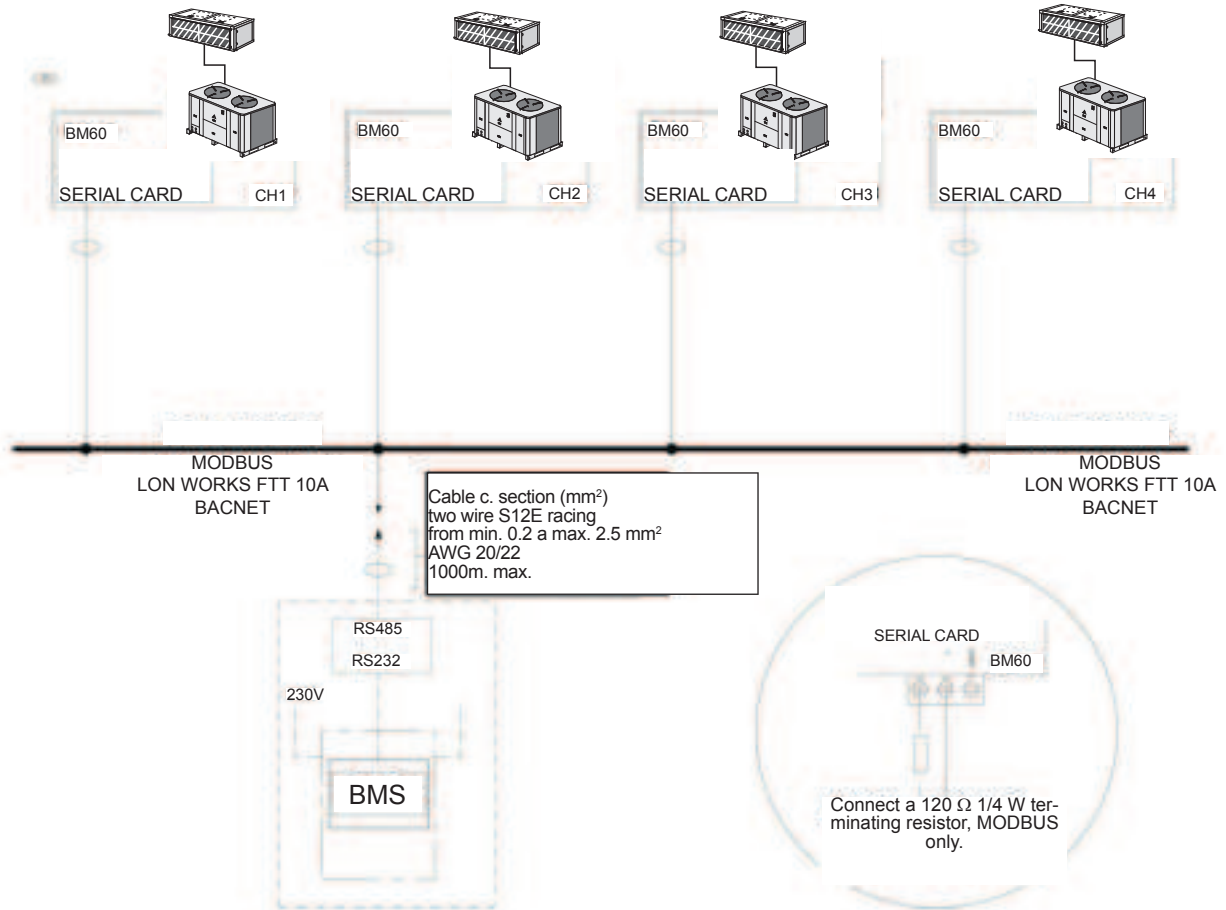 BM60
SERIAL CARD
CH1
BM60
SERIAL CARD
CH2
BM60
SERIAL CARD
CH3
BM60
SERIAL CARD
CH4
MODBUS
LON WORKS FTT 10A
BACNET
MODBUS
LON WORKS FTT 10A
BACNET
Cable c. section (mm²)
two wire S12E racing
from min. 0.2 a max. 2.5 mm²
AWG 20/22
1000m. max.
RS485
RS232
230V
BMS
SERIAL CARD
BM60
Connect a 120 Ω 1/4 W ter-
minating resistor, MODBUS
only.